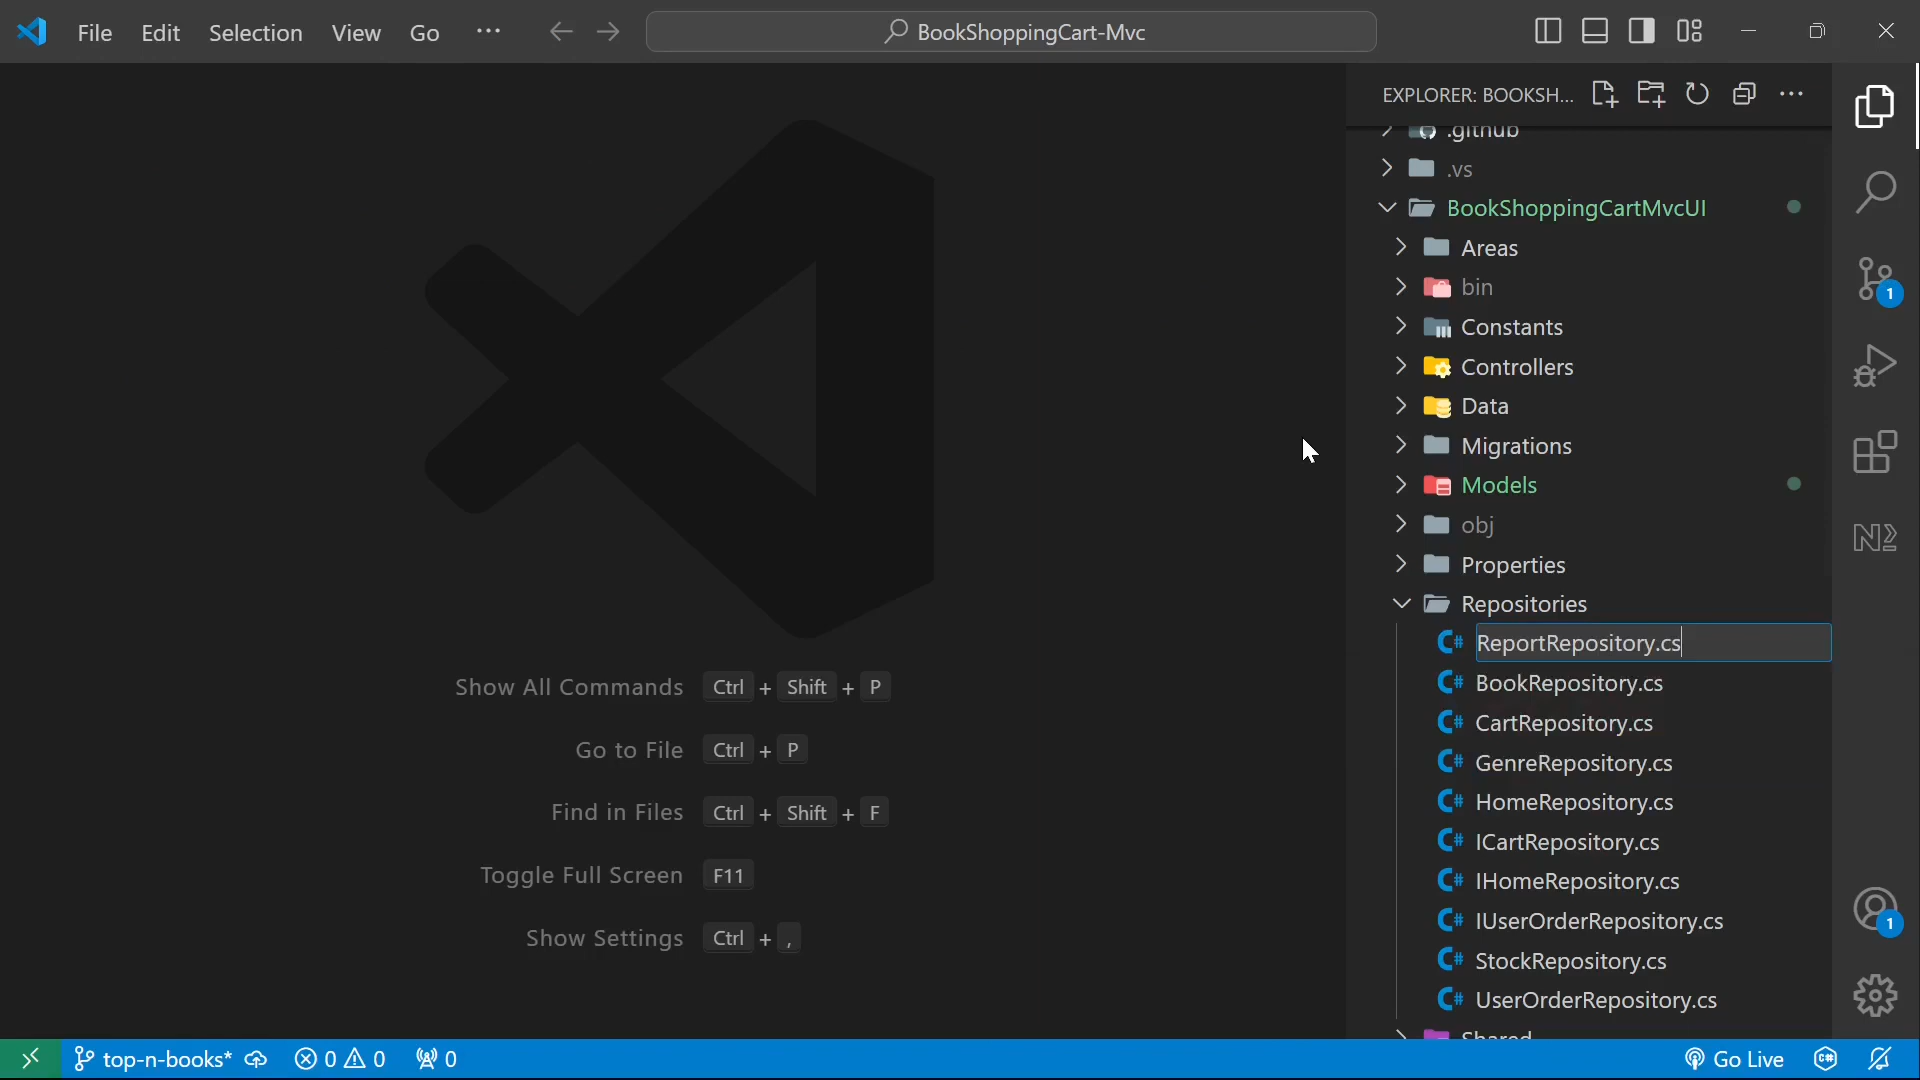 File Edit Selection View Go ··· BookShoppingCart-Mvc
EXPLORER: BOOKSH...
.github
.vs
BookShoppingCartMvcUI
Areas
bin
Constants
Controllers
Data
Migrations
Models
obj
Properties
Repositories
ReportRepository.cs
BookRepository.cs
CartRepository.cs
GenreRepository.cs
HomeRepository.cs
ICartRepository.cs
IHomeRepository.cs
IUserOrderRepository.cs
StockRepository.cs
UserOrderRepository.cs
Shared
1
1
Show All Commands Ctrl + Shift + P
Go to File Ctrl + P
Find in Files Ctrl + Shift + F
Toggle Full Screen F11
Show Settings Ctrl + ,
top-n-books* 0 0 0 Go Live